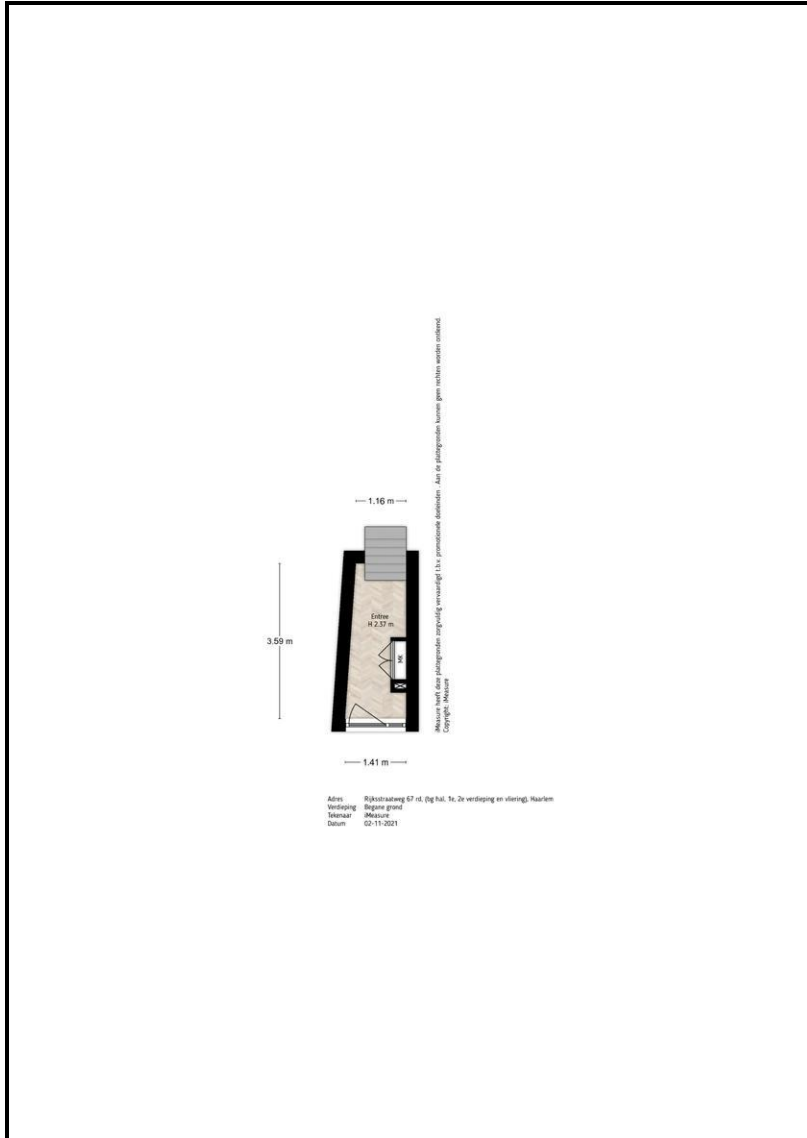 1.16 m
3.59 m
Entree
H 2.37 m
MK
1.41 m
iMeasure heeft deze plattegronden zorgvuldig vervaardigd t.b.v. promotionele doeleinden . Aan de plattegronden kunnen geen rechten worden ontleend.
Copyright: iMeasure
Adres Rijksstraatweg 67 rd, (bg hal, 1e, 2e verdieping en vliering), Haarlem
Verdieping Begane grond
Tekenaar iMeasure
Datum 02-11-2021